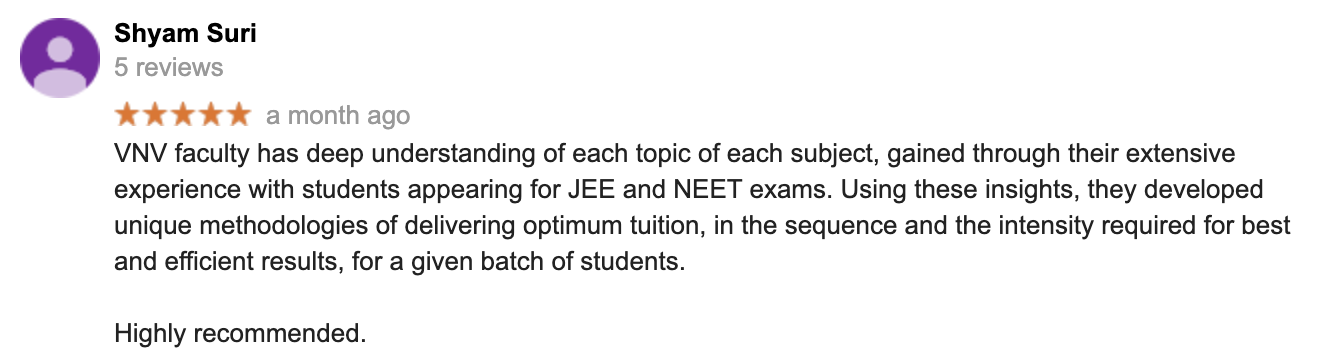 Shyam Suri
5 reviews
a month ago
VNV faculty has deep understanding of each topic of each subject, gained through their extensive
experience with students appearing for JEE and NEET exams. Using these insights, they developed
unique methodologies of delivering optimum tuition, in the sequence and the intensity required for best
and efficient results, for a given batch of students.
Highly recommended.